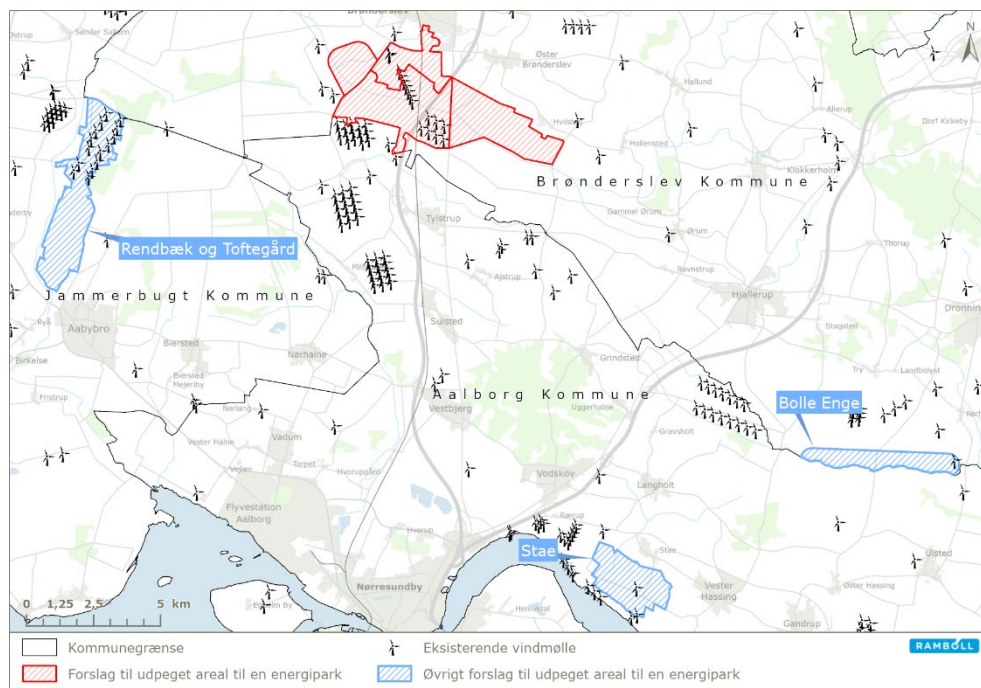 Brønderslev
Sønder Saltum
Øster
Brønderslev
Hallund
Allerup
Dorf Kirkeby
Hollensted
Klokkerholm
Brønderslev Kommune
Tylstrup
Gammel Ørum
Ørum
Thorup
Rendbæk og Toftegård
Ajstrup
Ravnstrup
Hjallerup
Jammerbugt Kommune
Sulsted
Stagsted
Ryå
Aabybro
Birkelse
Biersted
Nørhalne
Grindsted
Try
Landbolyst
Biersted
Mejeriby
Aalborg Kommune
Bolle Enge
Vestbjerg
Uggerhalne
Nørlang
Gravsholt
Vester Halne
Vadum
Vejlen
Torpet
Hvorupgård
Vodskov
Langholt
Flyvestation
Aalborg
Hvorup
Rærup
Stae
Stae
Ulsted
Nørresundby
Vester
Hassing
Øster Hassing
Gandrup
Hennedal
0 1,25 2,5 5 km
N
Kommunegrænse
Eksisterende vindmølle
RAMBOLL
Forslag til udpeget areal til en energipark
Øvrigt forslag til udpeget areal til en energipark